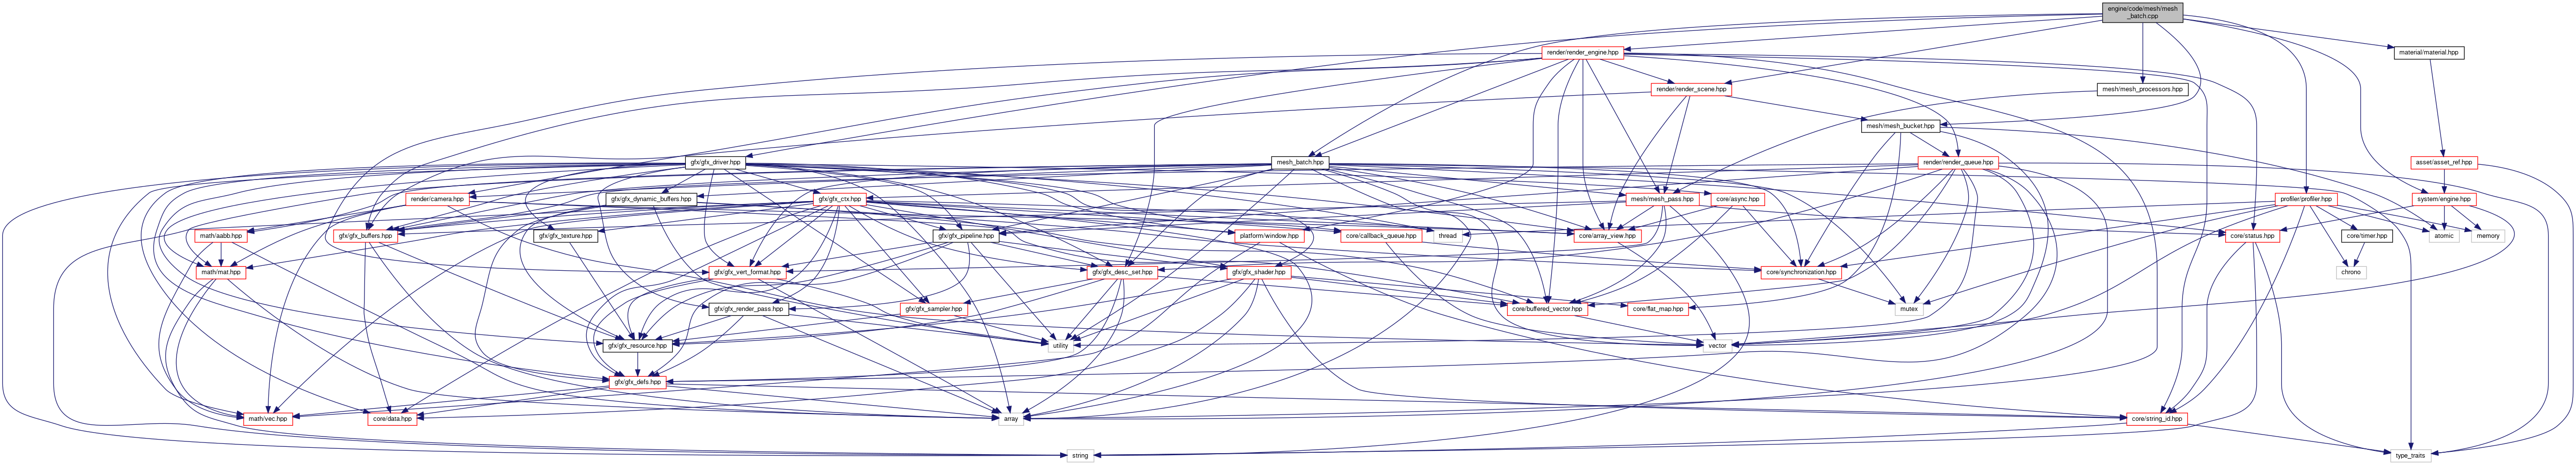 engine/code/mesh/mesh
_batch.cpp
render/render_engine.hpp
material/material.hpp
render/render_scene.hpp
mesh/mesh_processors.hpp
mesh/mesh_bucket.hpp
gfx/gfx_driver.hpp
mesh_batch.hpp
render/render_queue.hpp
asset/asset_ref.hpp
render/camera.hpp
gfx/gfx_dynamic_buffers.hpp
gfx/gfx_ctx.hpp
mesh/mesh_pass.hpp
core/async.hpp
profiler/profiler.hpp
system/engine.hpp
math/aabb.hpp
gfx/gfx_buffers.hpp
gfx/gfx_texture.hpp
gfx/gfx_pipeline.hpp
platform/window.hpp
core/callback_queue.hpp
thread
core/array_view.hpp
core/status.hpp
core/timer.hpp
atomic
memory
math/mat.hpp
gfx/gfx_vert_format.hpp
gfx/gfx_desc_set.hpp
gfx/gfx_shader.hpp
core/synchronization.hpp
chrono
gfx/gfx_render_pass.hpp
gfx/gfx_sampler.hpp
core/buffered_vector.hpp
core/flat_map.hpp
mutex
gfx/gfx_resource.hpp
utility
vector
gfx/gfx_defs.hpp
math/vec.hpp
core/data.hpp
array
core/string_id.hpp
string
type_traits